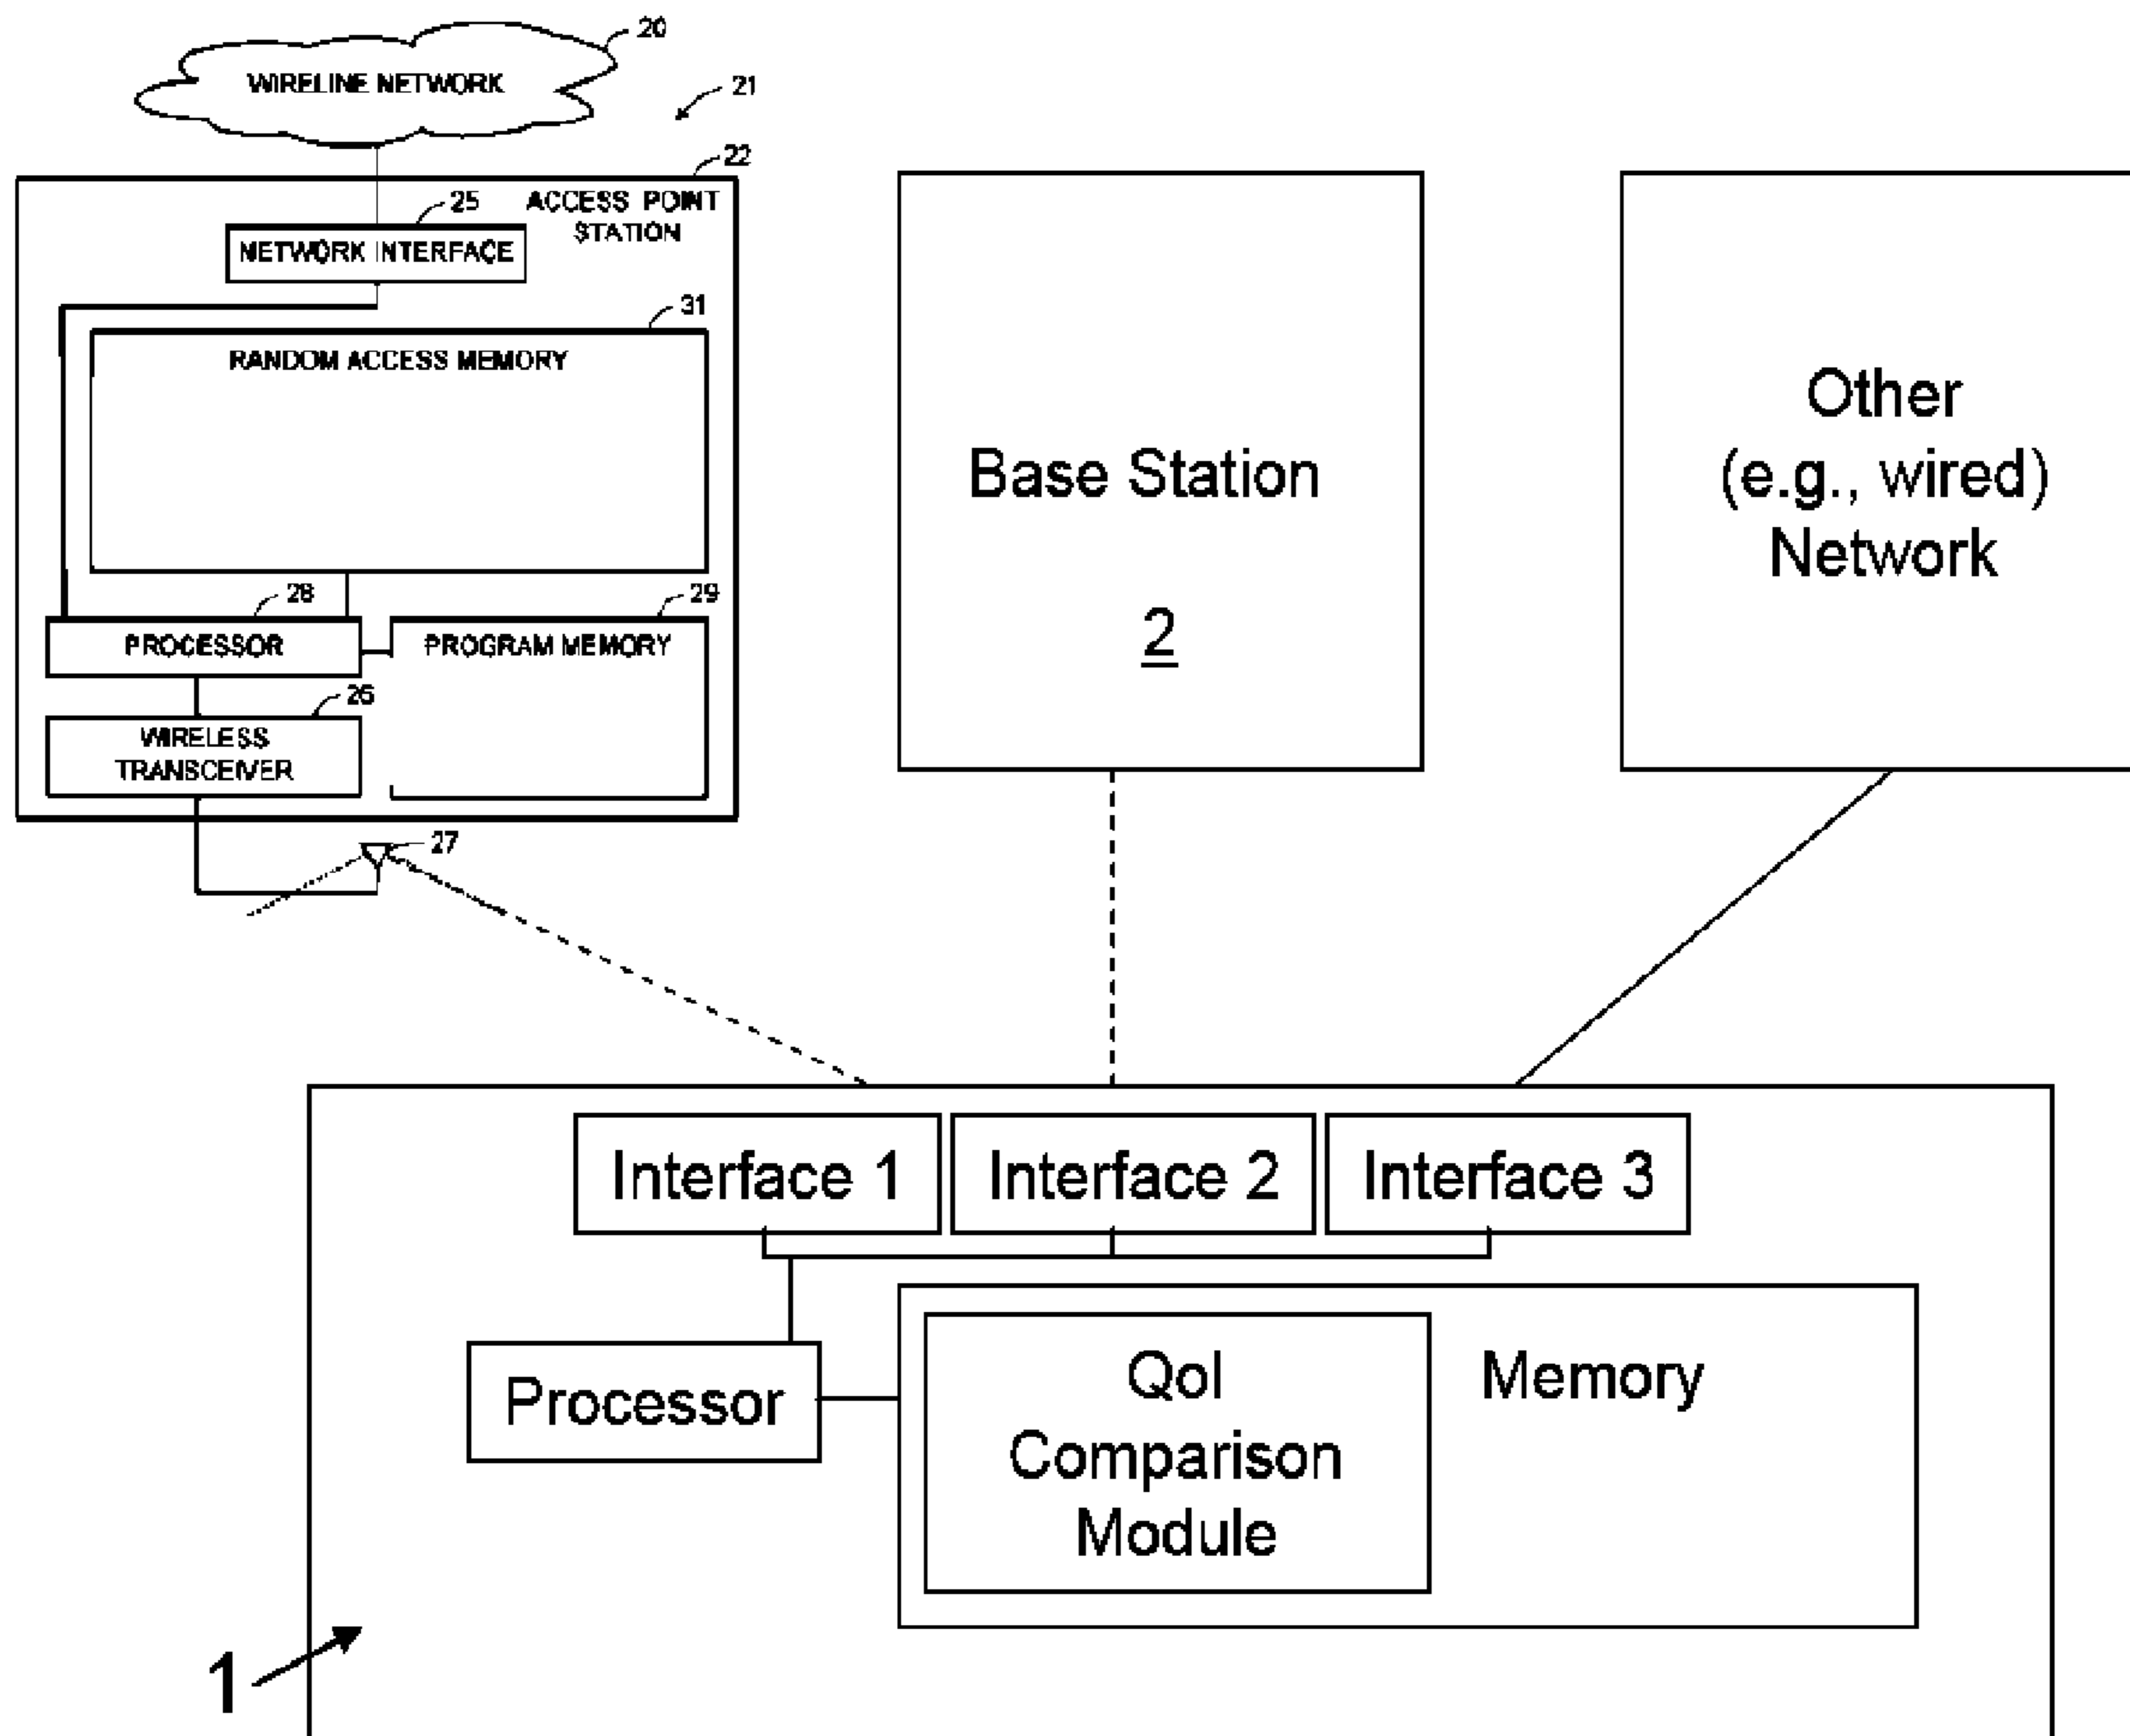 20
WIRELINE NETWORK
21
22
25
ACCESS POINT
STATION
NETWORK INTERFACE
31
RANDOM ACCESS MEMORY
28
29
PROCESSOR
PROGRAM MEMORY
26
WIRELESS
TRANSCEIVER
27
Base Station
2
Other
(e.g., wired)
Network
Interface 1
Interface 2
Interface 3
Processor
QoI
Comparison
Module
Memory
1